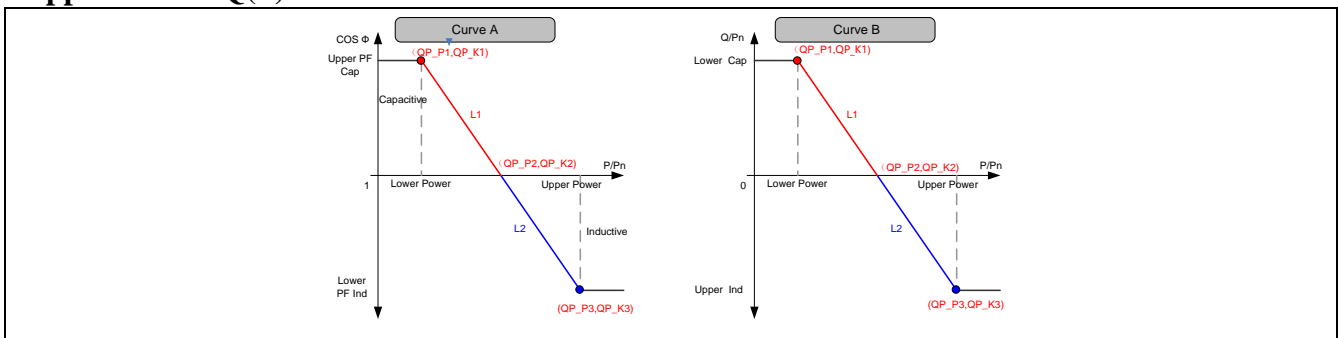 Curve A
COS Φ
(QP_P1,QP_K1)
Upper PF
Cap
Capacitive
L1
(QP_P2,QP_K2)
P/Pn
1
Lower Power
Upper Power
L2
Inductive
Lower
PF Ind
(QP_P3,QP_K3)
Curve B
Q/Pn
(QP_P1,QP_K1)
Lower Cap
L1
(QP_P2,QP_K2)
P/Pn
0
Lower Power
Upper Power
L2
Upper Ind
(QP_P3,QP_K3)